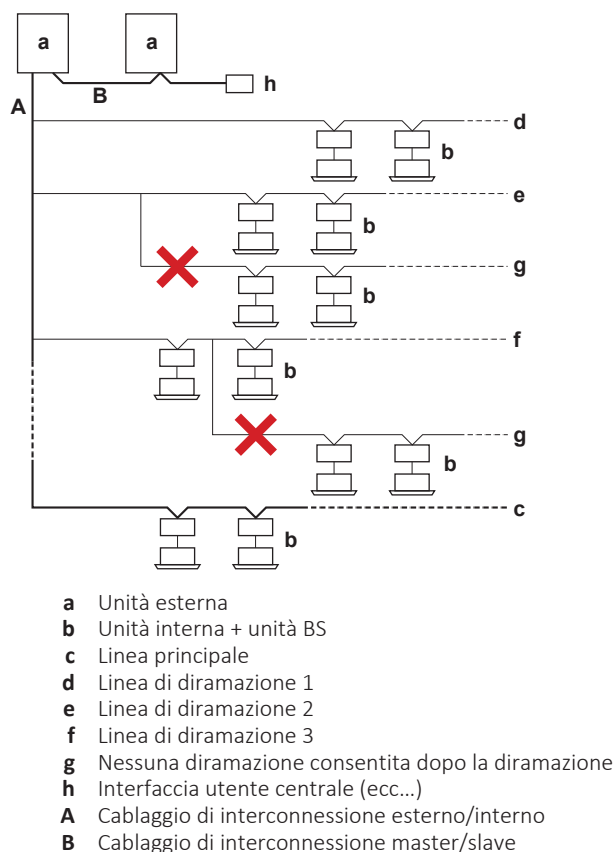 a a
A B h
d
b
e
b
g
b
f
b
g
b
c
b
a Unità esterna
b Unità interna + unità BS
c Linea principale
d Linea di diramazione 1
e Linea di diramazione 2
f Linea di diramazione 3
g Nessuna diramazione consentita dopo la diramazione
h Interfaccia utente centrale (ecc...)
A Cablaggio di interconnessione esterno/interno
B Cablaggio di interconnessione master/slave